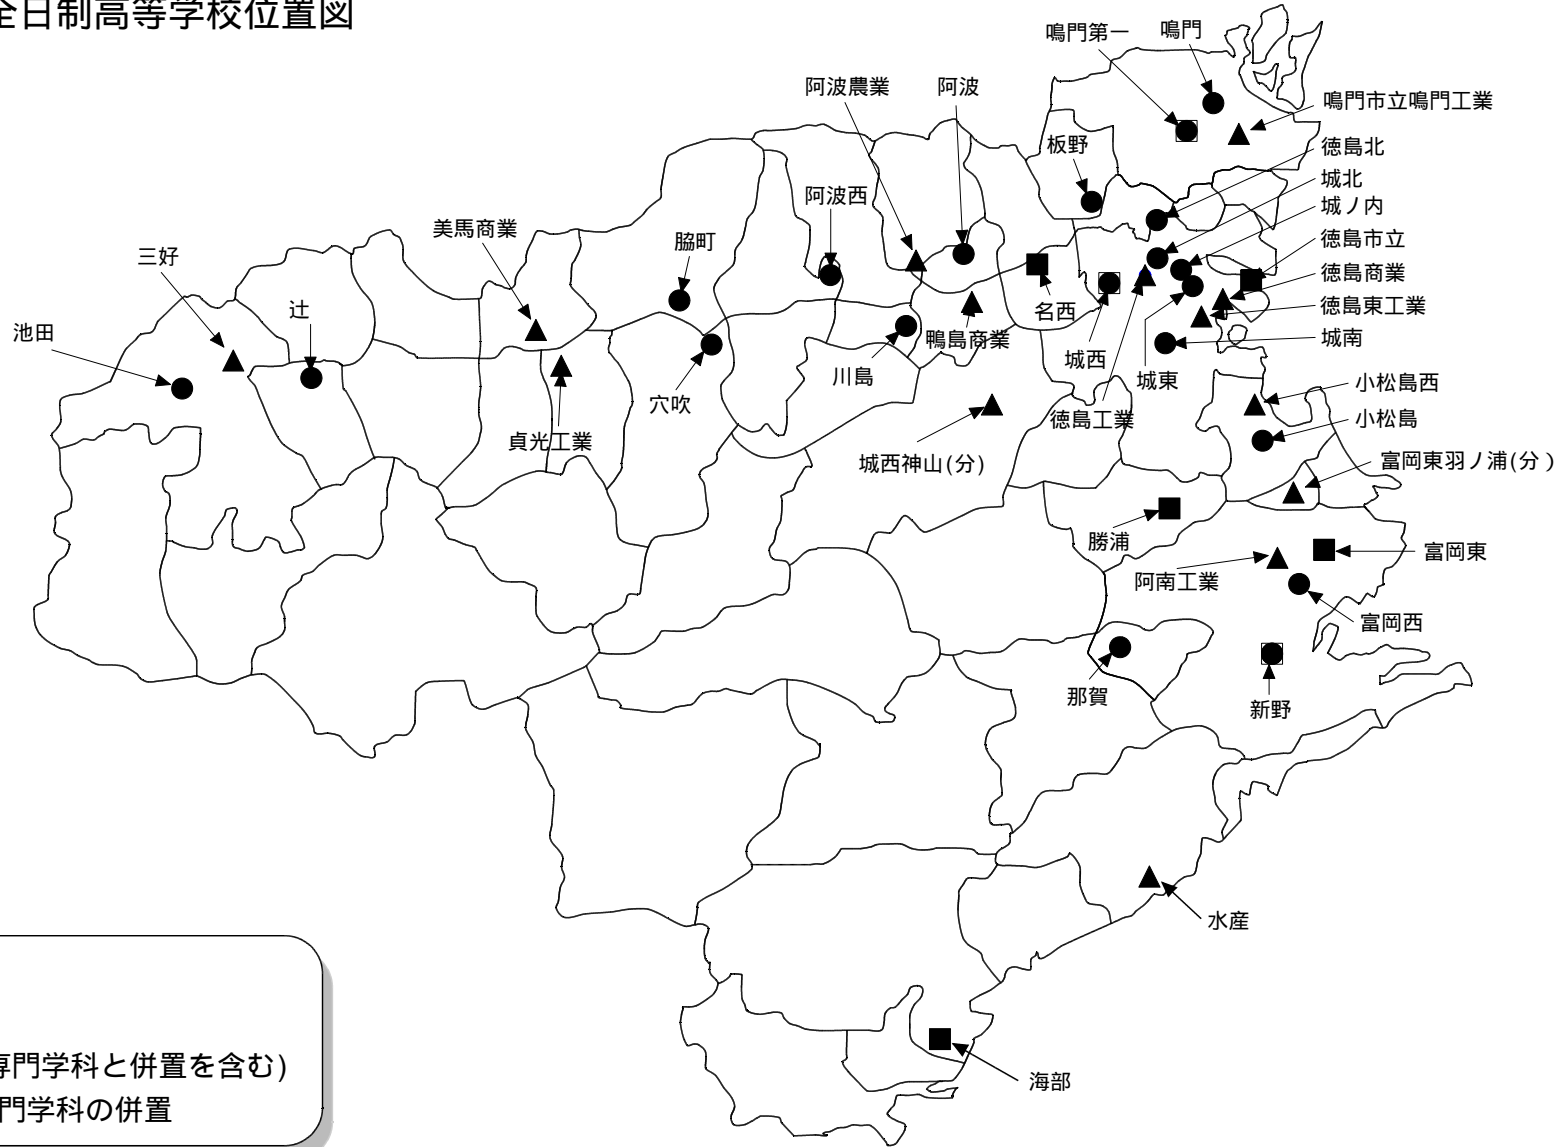 全日制高等学校位置図
鳴門第一
鳴門
阿波農業
阿波
鳴門市立鳴門工業
板野
徳島北
城北
阿波西
城ノ内
美馬商業
脇町
徳島市立
三好
徳島商業
辻
徳島東工業
名西
池田
鴨島商業
城南
城西
川島
城東
小松島西
穴吹
徳島工業
小松島
貞光工業
城西神山(分)
富岡東羽ノ浦(分)
勝浦
富岡東
阿南工業
富岡西
那賀
新野
水産
専門学科と併置を含む)
海部
門学科の併置